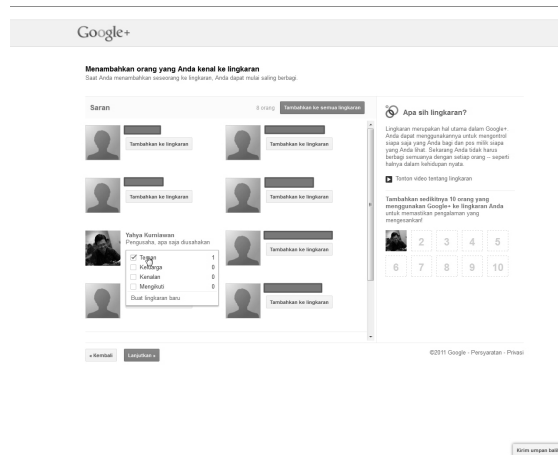 Google+
Menambahkan orang yang Anda kenal ke lingkaran
Saat Anda menambahkan seseorang ke lingkaran, Anda dapat mulai saling berbagi.
Saran
0 orang
Tambahkan ke semua lingkaran
Tambahkan ke lingkaran
Tambahkan ke lingkaran
Tambahkan ke lingkaran
Tambahkan ke lingkaran
Yahya Kurniawan
Pengusaha, apa saja diusahakan
Teman 1
Keluarga 0
Kenalan 0
Mengikuti 0
Buat lingkaran baru
Tambahkan ke lingkaran
Tambahkan ke lingkaran
« Kembali
Lanjutkan »
Apa sih lingkaran?
Lingkaran merupakan hal utama dalam Google+.
Anda dapat menggunakannya untuk mengontrol
siapa saja yang Anda bagi dan pos milik siapa
yang Anda lihat. Sekarang Anda tidak harus
berbagi semuanya dengan setiap orang – seperti
halnya dalam kehidupan nyata.
Tonton video tentang lingkaran
Tambahkan sedikitnya 10 orang yang
menggunakan Google+ ke lingkaran Anda
untuk memastikan pengalaman yang
mengesankan!
2 3 4 5
6 7 8 9 10
©2011 Google - Persyaratan - Privasi
Kirim umpan bali